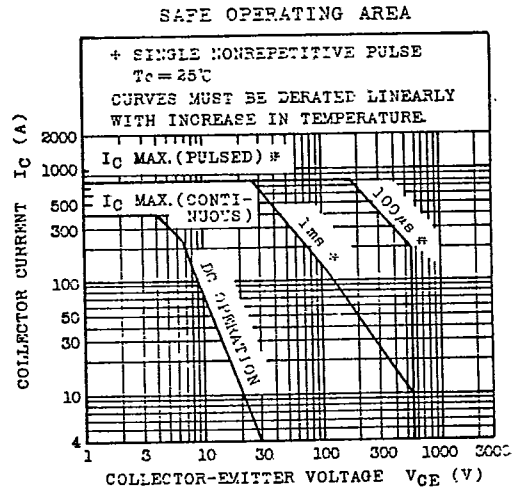 SAFE OPERATING AREA
* SINGLE NONREPETITIVE PULSE
Tc = 25℃
CURVES MUST BE DERATED LINEARLY
WITH INCREASE IN TEMPERATURE.
COLLECTOR CURRENT IC (A)
2000
1000
500
300
100
50
30
10
4
IC MAX.(PULSED) *
IC MAX.(CONTI-
NUOUS)
DC OPERATION
1ms *
100μs *
1 3 10 30 100 300 1000 3000
COLLECTOR-EMITTER VOLTAGE VCE (V)